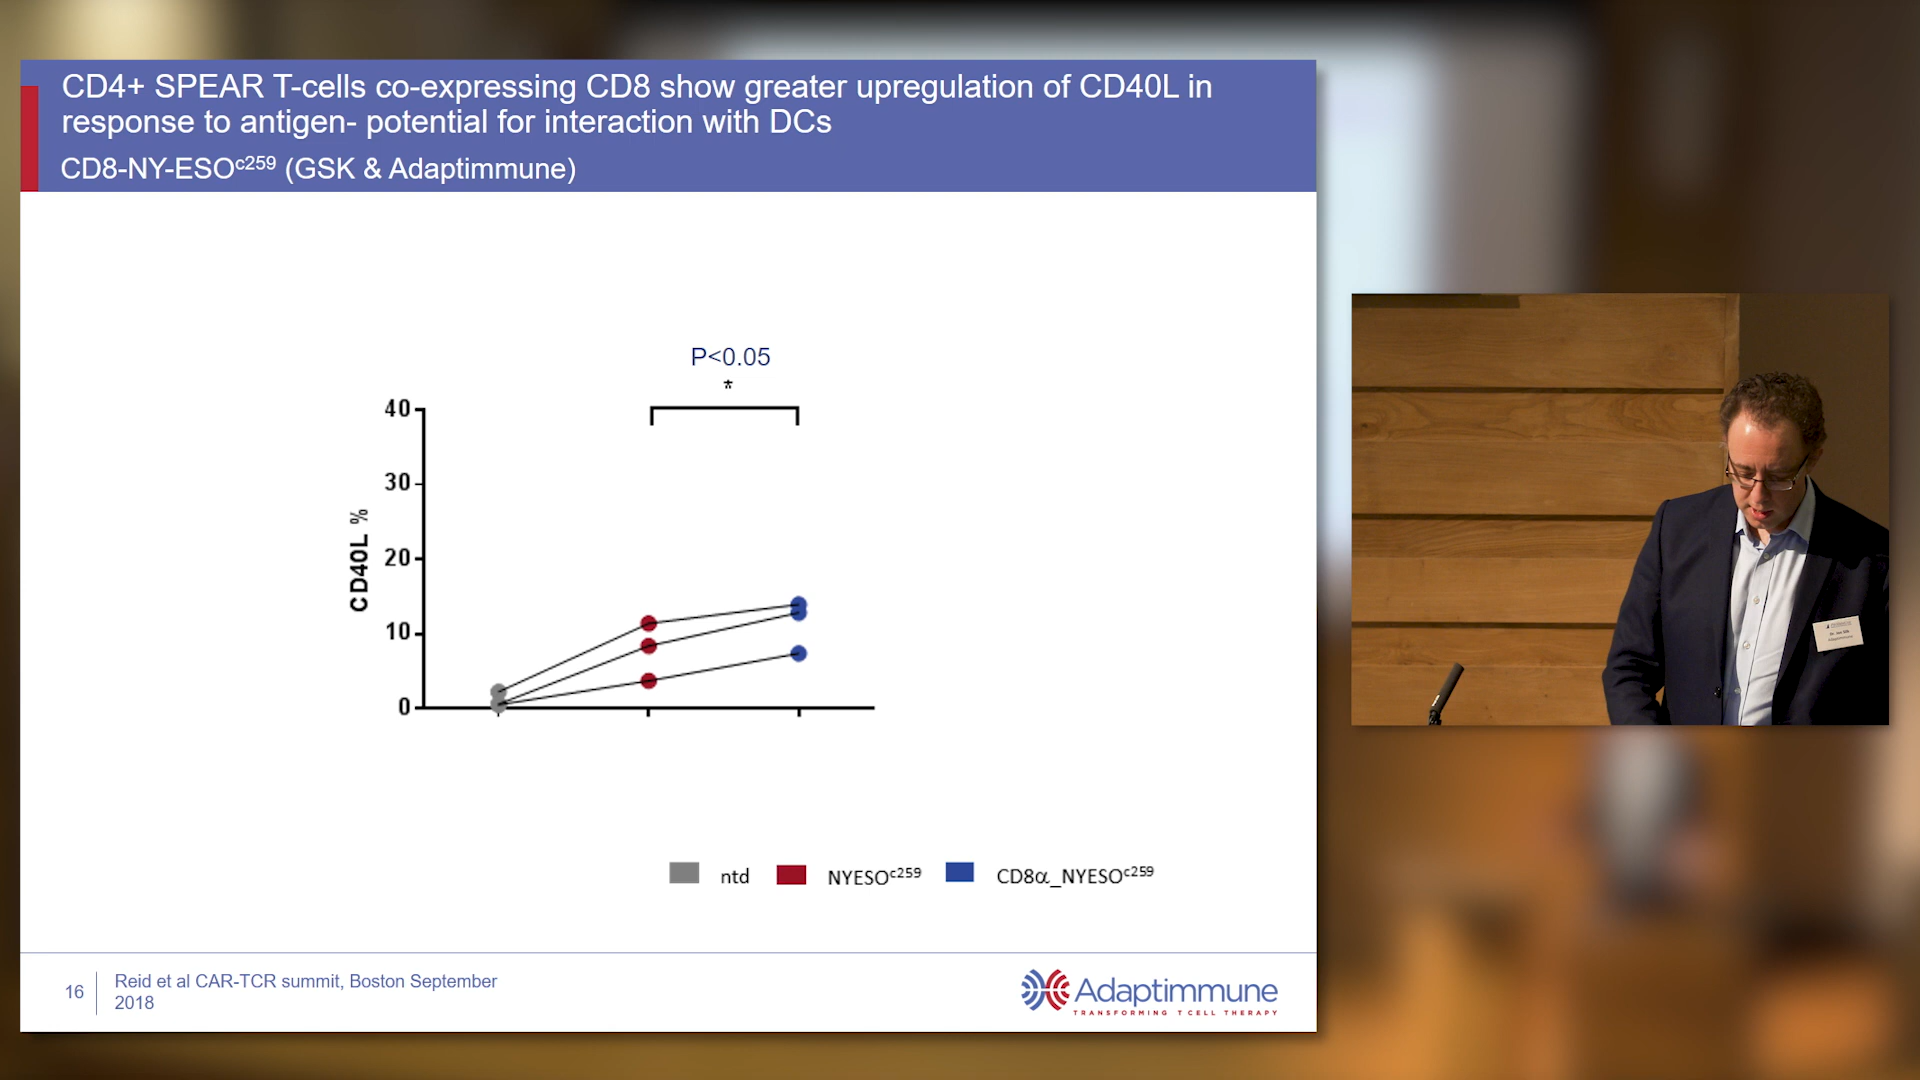 CD4+ SPEAR T-cells co-expressing CD8 show greater upregulation of CD40L in
response to antigen- potential for interaction with DCs
CD8-NY-ESOc259 (GSK & Adaptimmune)
P<0.05
*
40
30
20
10
0
CD40L %
ntd
NYESOc259
CD8α_NYESOc259
16
Reid et al CAR-TCR summit, Boston September
2018
Adaptimmune
TRANSFORMING T CELL THERAPY